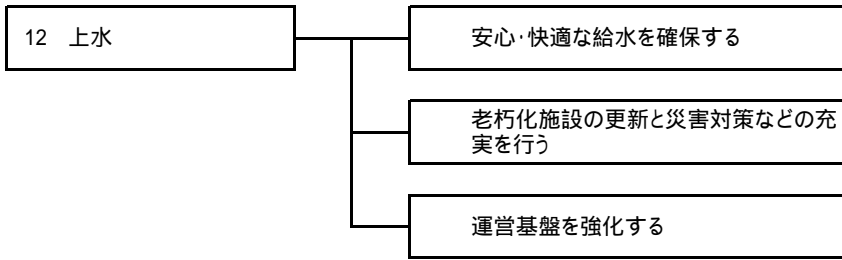 12　上水
安心・快適な給水を確保する
老朽化施設の更新と災害対策などの充
実を行う
運営基盤を強化する